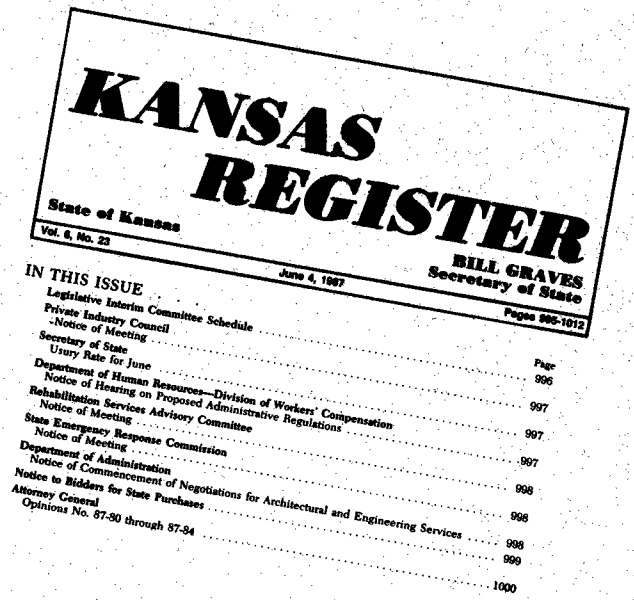 KANSAS
REGISTER
State of Kansas
BILL GRAVES
Secretary of State
Vol. 6, No. 23 June 4, 1987 Pages 995-1012
IN THIS ISSUE
Page
Legislative Interim Committee Schedule 996
Private Industry Council
Notice of Meeting 997
Secretary of State
Usury Rate for June 997
Department of Human Resources—Division of Workers' Compensation
Notice of Hearing on Proposed Administrative Regulations 997
Rehabilitation Services Advisory Committee
Notice of Meeting 998
State Emergency Response Commission
Notice of Meeting 998
Department of Administration
Notice of Commencement of Negotiations for Architectural and Engineering Services 998
Notice to Bidders for State Purchases 999
Attorney General
Opinions No. 87-80 through 87-84 1000